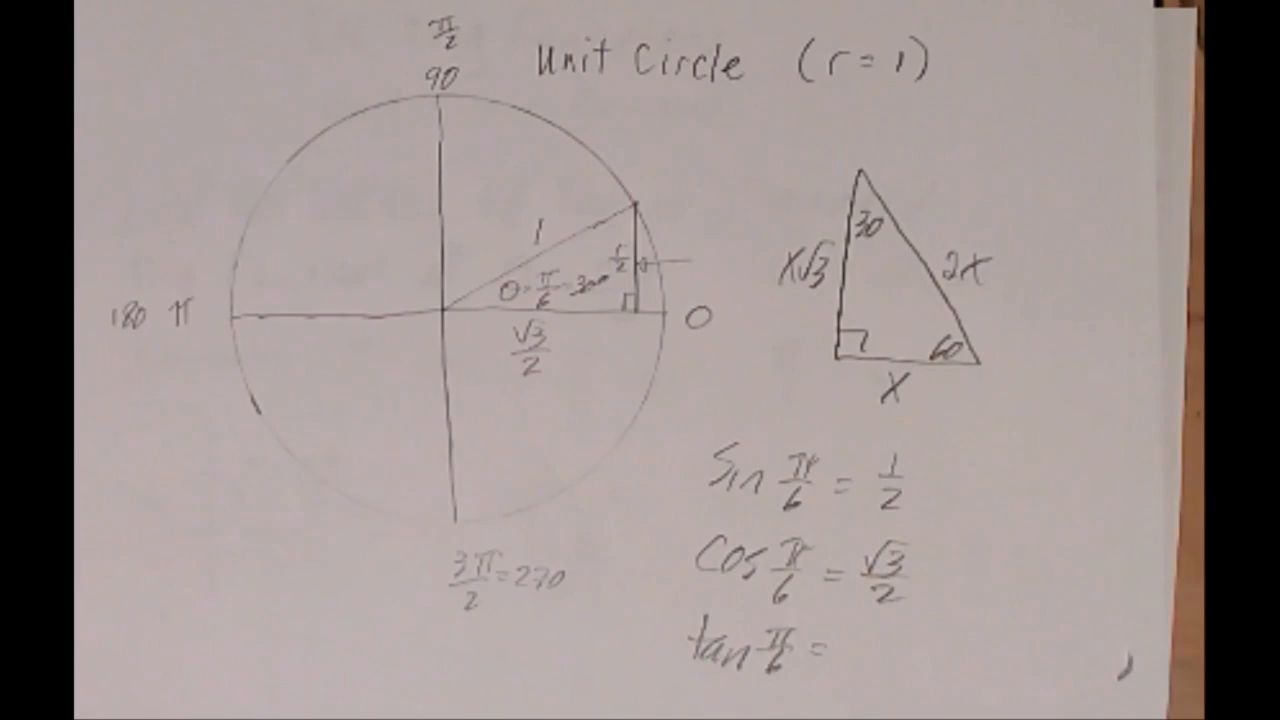 π/2
90
Unit Circle (r = 1)
30
x√3
2x
60
x
1
1/2
θ = π/6 = 30°
√3/2
180 π
0
3π/2 = 270
Sin π/6 = 1/2
Cos π/6 = √3/2
tan π/6 =